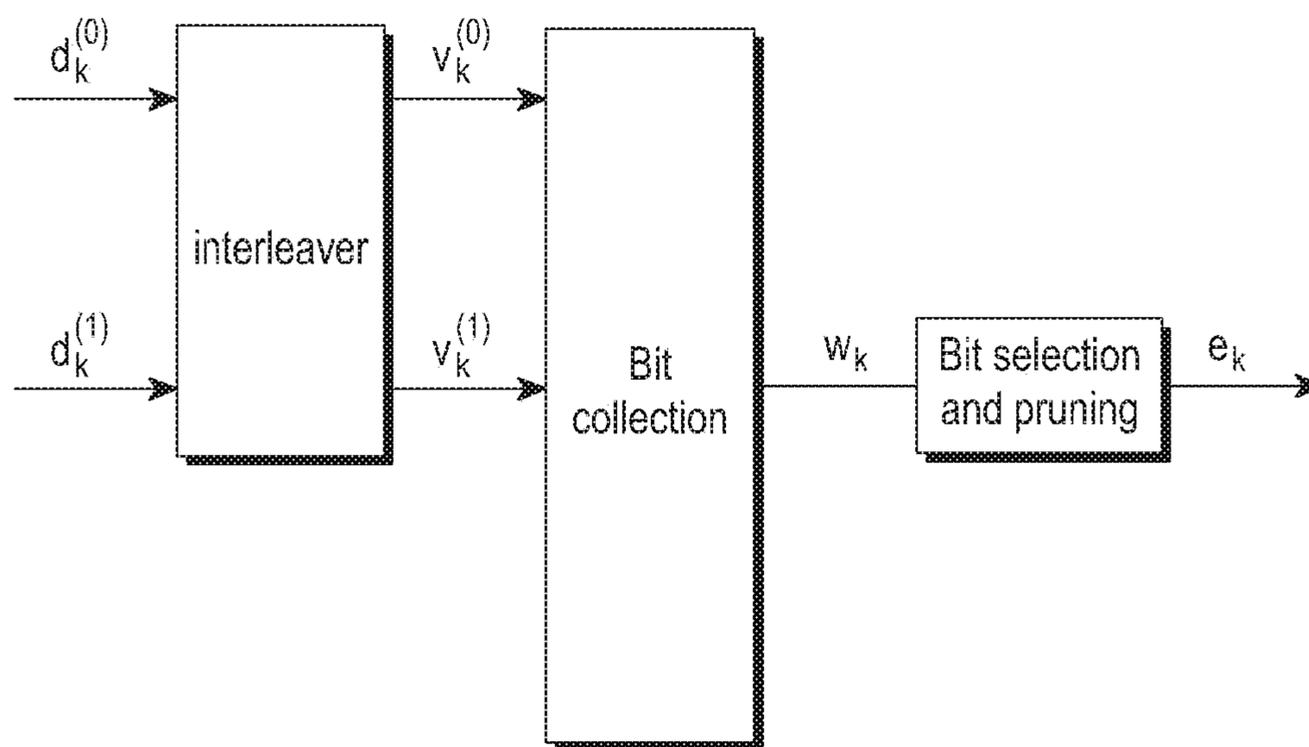 d_k^(0)
v_k^(0)
interleaver
d_k^(1)
v_k^(1)
Bit
collection
w_k
Bit selection
and pruning
e_k